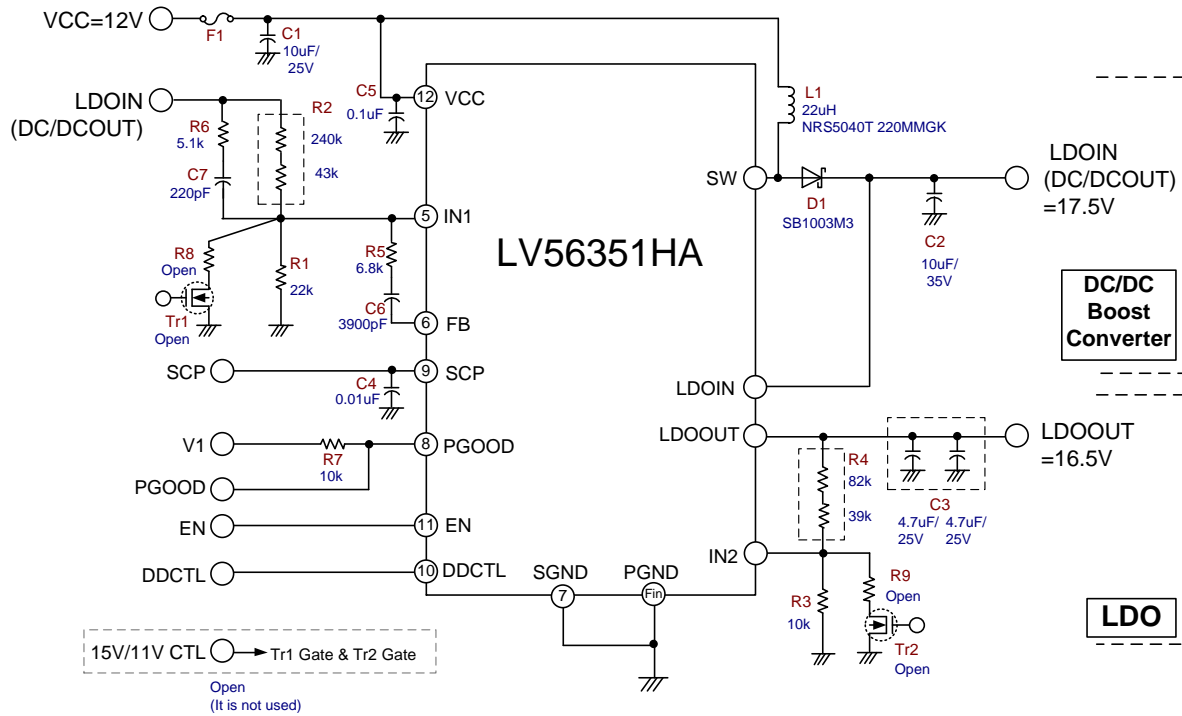 VCC=12V
F1
C1
10uF/
25V
LDOIN
(DC/DCOUT)
R6
5.1k
C7
220pF
R2
240k
43k
C5
0.1uF
12
VCC
L1
22uH
NRS5040T 220MMGK
SW
D1
SB1003M3
C2
10uF/
35V
LDOIN
(DC/DCOUT)
=17.5V
5
IN1
LV56351HA
R8
Open
Tr1
Open
R1
22k
R5
6.8k
C6
3900pF
6
FB
DC/DC
Boost
Converter
SCP
C4
0.01uF
9
SCP
LDOIN
V1
R7
10k
8
PGOOD
PGOOD
LDOOUT
LDOOUT
=16.5V
R4
82k
39k
C3
4.7uF/
25V
4.7uF/
25V
EN
11
EN
DDCTL
10
DDCTL
SGND
7
PGND
Fin
IN2
R3
10k
R9
Open
Tr2
Open
LDO
15V/11V CTL
Tr1 Gate & Tr2 Gate
Open
(It is not used)